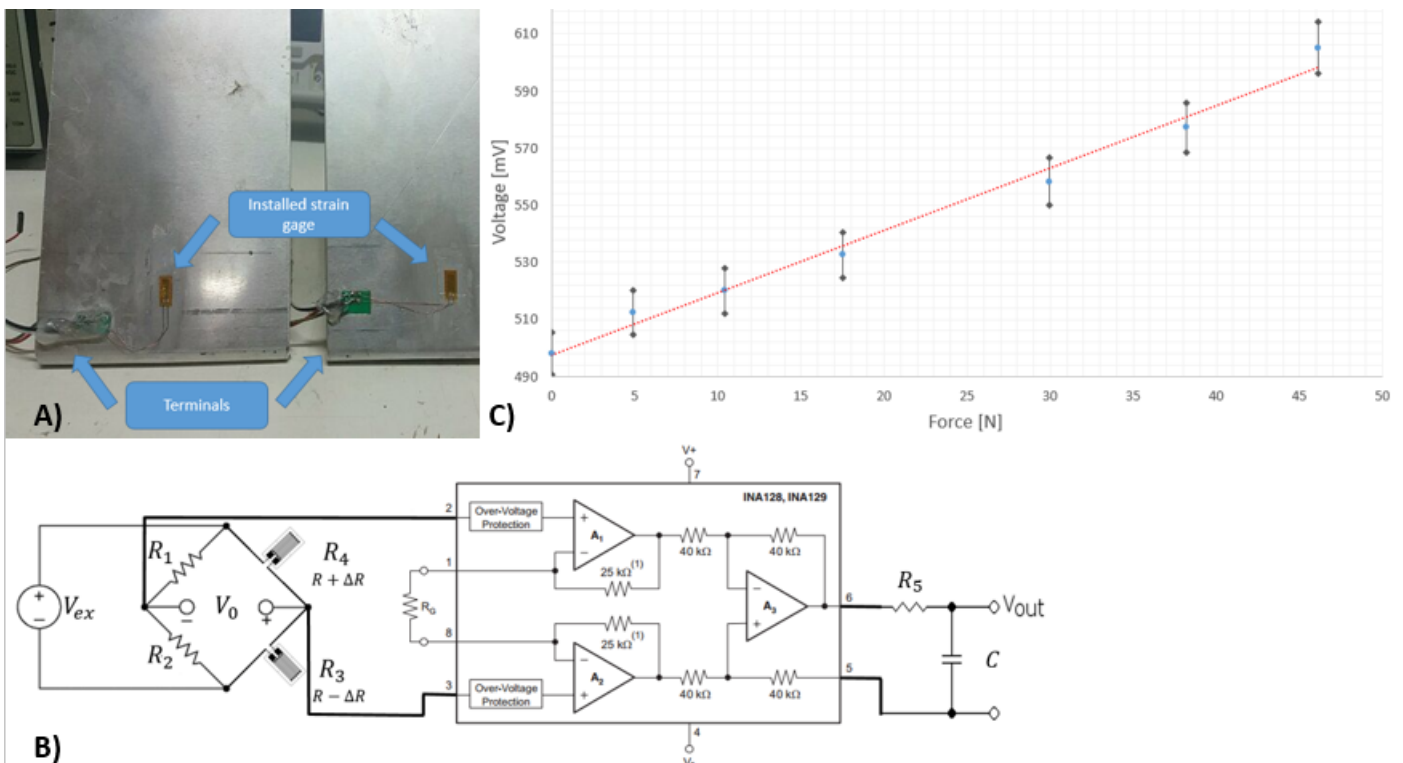 Installed strain
gage
Terminals
A)
610
590
570
550
530
510
490
Voltage [mV]
0
5
10
15
20
25
30
35
40
45
50
Force [N]
C)
V+
7
INA128, INA129
2
Over-Voltage
Protection
A₁
40 kΩ
40 kΩ
25 kΩ⁽¹⁾
1
R_G
8
25 kΩ⁽¹⁾
A₃
6
A₂
3
Over-Voltage
Protection
40 kΩ
40 kΩ
5
4
V_ex
+
−
R₁
R₄
R + ΔR
V₀
−
+
R₂
R₃
R − ΔR
R₅
Vout
C
B)